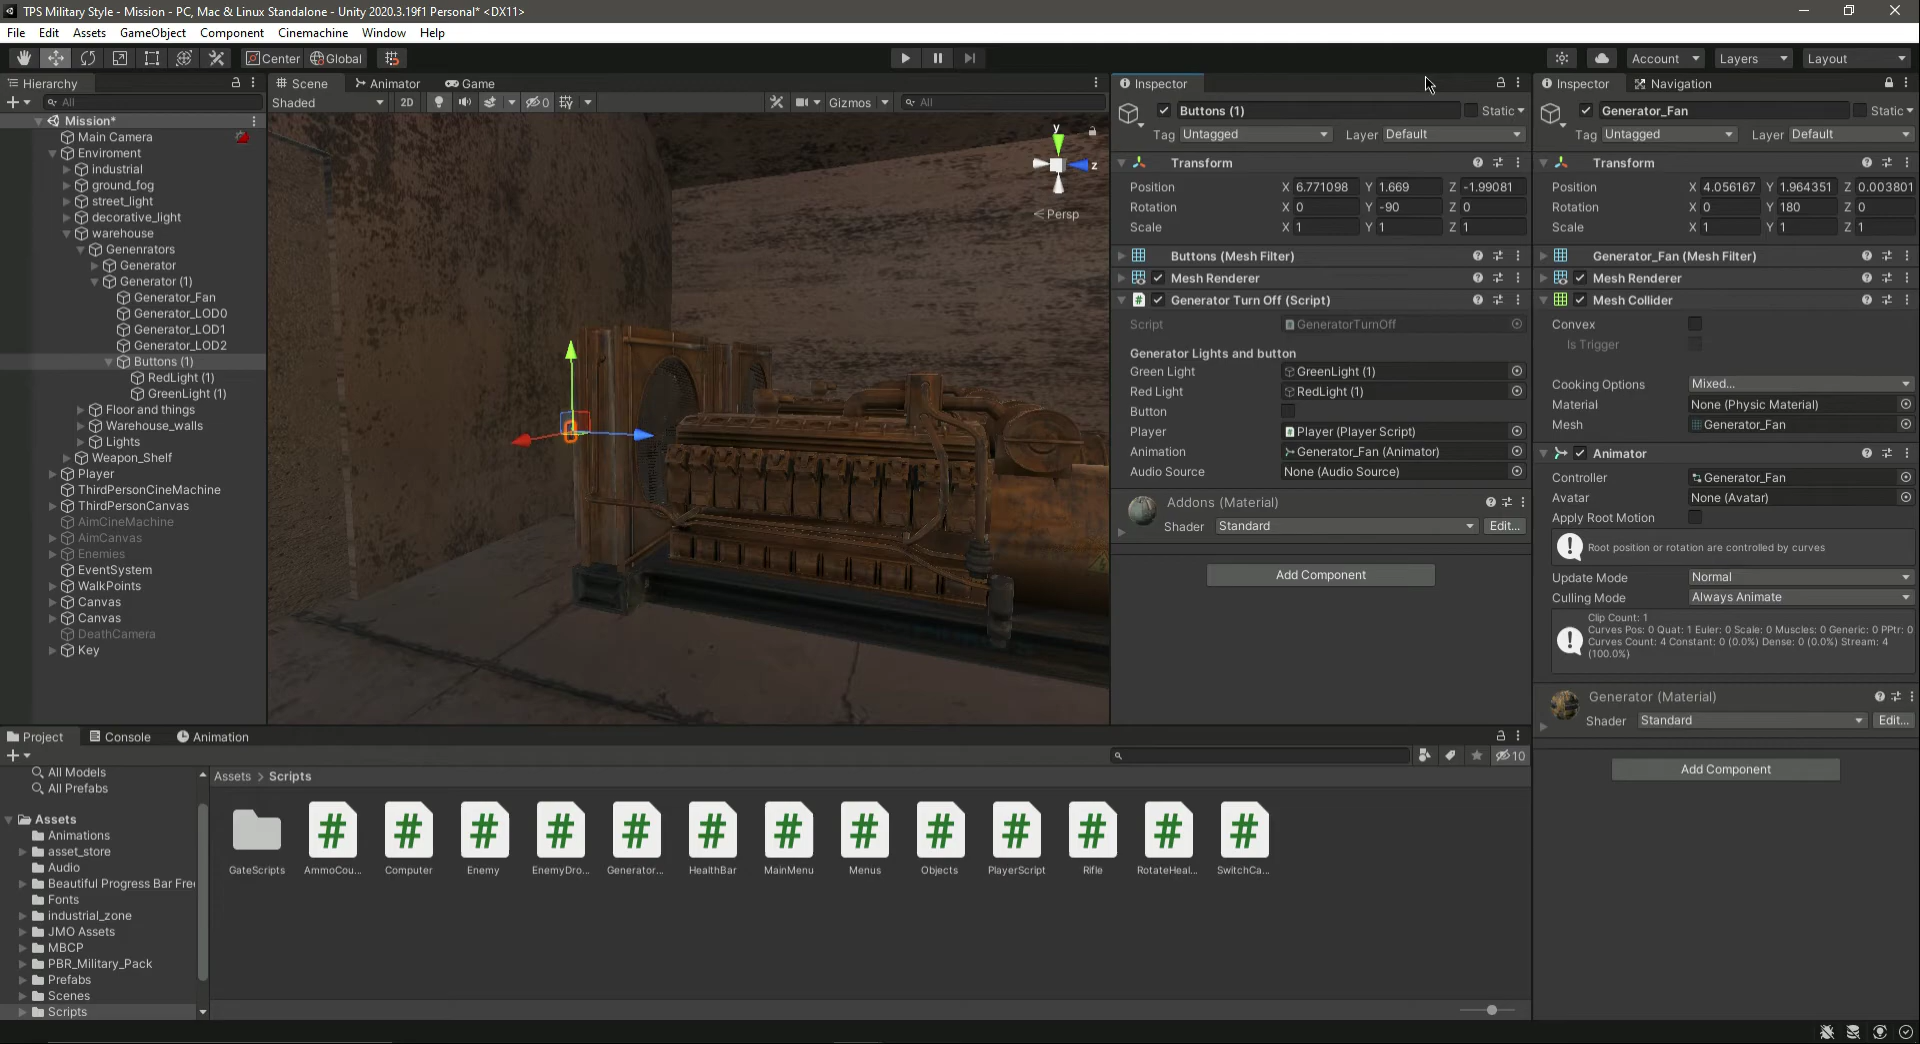 TPS Military Style - Mission - PC, Mac & Linux Standalone - Unity 2020.3.19f1 Personal* <DX11>
File Edit Assets GameObject Component Cinemachine Window Help
Center Global Account Layers Layout
Hierarchy
All
Mission*
Main Camera
Enviroment
industrial
ground_fog
street_light
decorative_light
warehouse
Genenrators
Generator
Generator (1)
Generator_Fan
Generator_LOD0
Generator_LOD1
Generator_LOD2
Buttons (1)
RedLight (1)
GreenLight (1)
Floor and things
Warehouse_walls
Lights
Weapon_Shelf
Player
ThirdPersonCineMachine
ThirdPersonCanvas
AimCineMachine
AimCanvas
Enemies
EventSystem
WalkPoints
Canvas
Canvas
DeathCamera
Key
Scene Animator Game
Shaded 2D 0 Gizmos All
y
z
Persp
Inspector
Buttons (1) Static
Tag Untagged Layer Default
Transform
Position X 6.771098 Y 1.669 Z -1.99081
Rotation X 0 Y -90 Z 0
Scale X 1 Y 1 Z 1
Buttons (Mesh Filter)
Mesh Renderer
Generator Turn Off (Script)
Script GeneratorTurnOff
Generator Lights and button
Green Light GreenLight (1)
Red Light RedLight (1)
Button
Player Player (Player Script)
Animation Generator_Fan (Animator)
Audio Source None (Audio Source)
Addons (Material)
Shader Standard Edit...
Add Component
Inspector Navigation
Generator_Fan Static
Tag Untagged Layer Default
Transform
Position X 4.056167 Y 1.964351 Z 0.003801
Rotation X 0 Y 180 Z 0
Scale X 1 Y 1 Z 1
Generator_Fan (Mesh Filter)
Mesh Renderer
Mesh Collider
Convex
Is Trigger
Cooking Options Mixed...
Material None (Physic Material)
Mesh Generator_Fan
Animator
Controller Generator_Fan
Avatar None (Avatar)
Apply Root Motion
Root position or rotation are controlled by curves
Update Mode Normal
Culling Mode Always Animate
Clip Count: 1
Curves Pos: 0 Quat: 1 Euler: 0 Scale: 0 Muscles: 0 Generic: 0 PPtr: 0
Curves Count: 4 Constant: 0 (0.0%) Dense: 0 (0.0%) Stream: 4
(100.0%)
Generator (Material)
Shader Standard Edit...
Add Component
Project Console Animation
10
All Models
All Prefabs
Assets
Animations
asset_store
Audio
Beautiful Progress Bar Free
Fonts
industrial_zone
JMO Assets
MBCP
PBR_Military_Pack
Prefabs
Scenes
Scripts
Assets > Scripts
GateScripts AmmoCou... Computer Enemy EnemyDro... Generator... HealthBar MainMenu Menus Objects PlayerScript Rifle RotateHeal... SwitchCa...